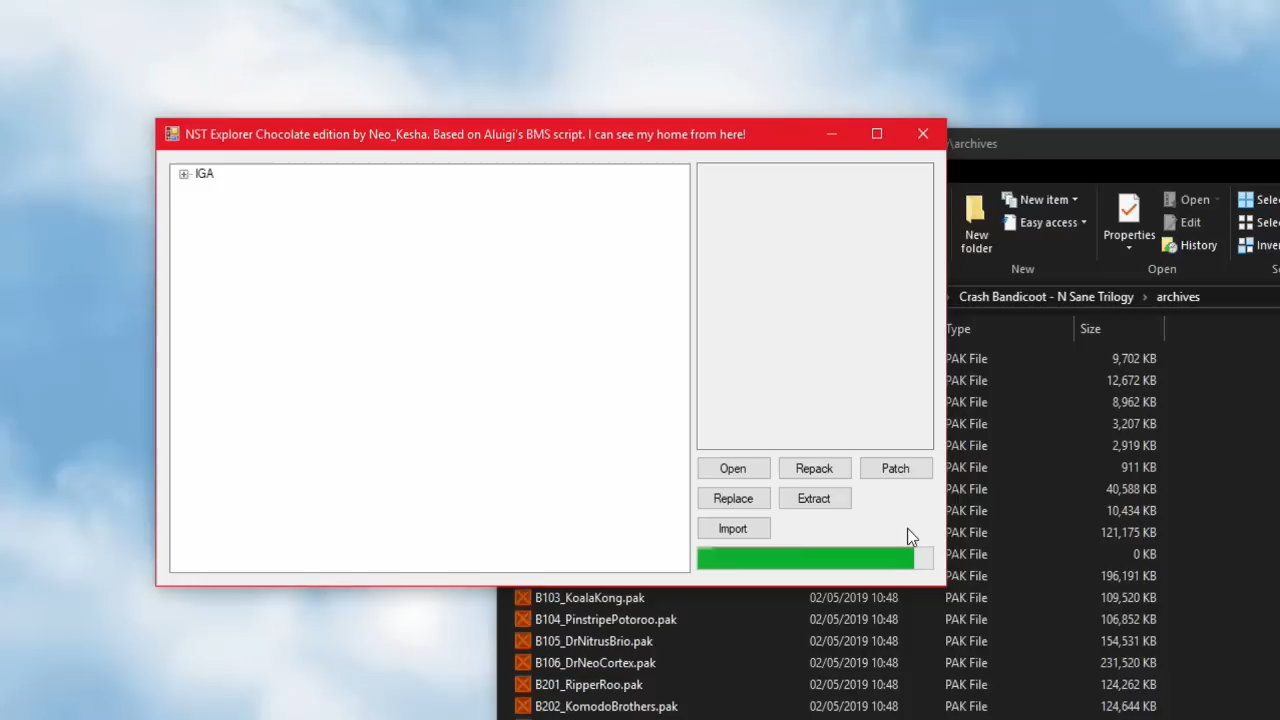 NST Explorer Chocolate edition by Neo_Kesha. Based on Aluigi's BMS script. I can see my home from here!
\archives
IGA
New item
Easy access
New folder
New
Properties
Open
Edit
History
Open
Crash Bandicoot - N Sane Trilogy > archives
Type Size
PAK File 9,702 KB
PAK File 12,672 KB
PAK File 8,962 KB
PAK File 3,207 KB
PAK File 2,919 KB
PAK File 911 KB
PAK File 40,588 KB
PAK File 10,434 KB
PAK File 121,175 KB
PAK File 0 KB
PAK File 196,191 KB
Open Repack Patch
Replace Extract
Import
B103_KoalaKong.pak 02/05/2019 10:48 PAK File 109,520 KB
B104_PinstripePotoroo.pak 02/05/2019 10:48 PAK File 106,852 KB
B105_DrNitrusBrio.pak 02/05/2019 10:48 PAK File 154,531 KB
B106_DrNeoCortex.pak 02/05/2019 10:48 PAK File 231,520 KB
B201_RipperRoo.pak 02/05/2019 10:48 PAK File 124,262 KB
B202_KomodoBrothers.pak 02/05/2019 10:48 PAK File 124,644 KB